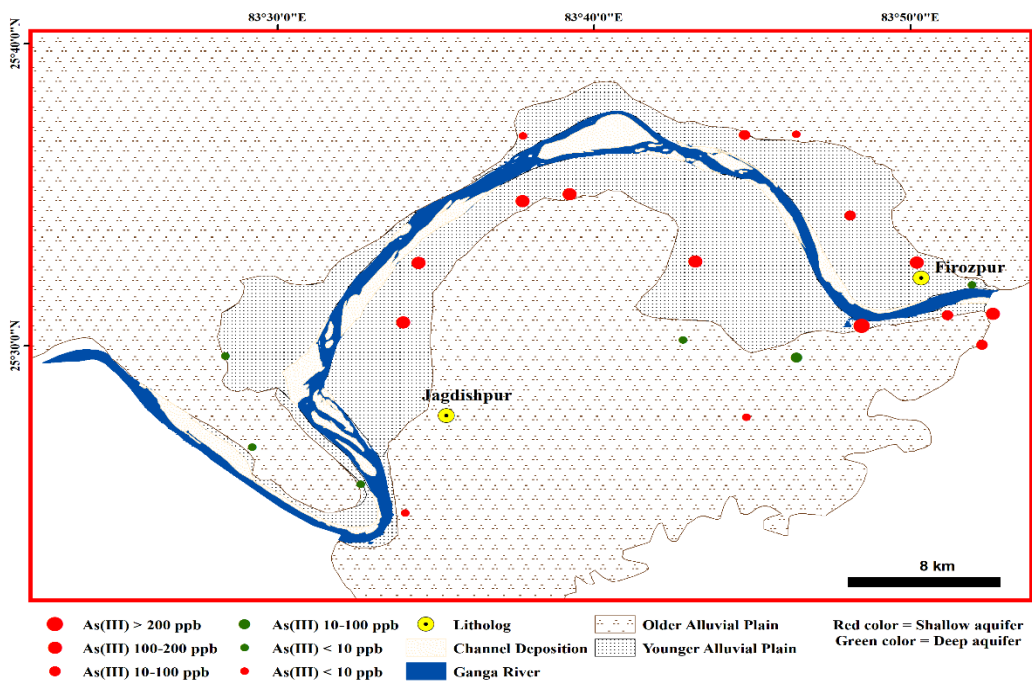 83°30'0"E 83°40'0"E 83°50'0"E
25°40'0"N
25°30'0"N
Firozpur
Jagdishpur
8 km
As(III) > 200 ppb
As(III) 100-200 ppb
As(III) 10-100 ppb
As(III) 10-100 ppb
As(III) < 10 ppb
As(III) < 10 ppb
Litholog
Channel Deposition
Ganga River
Older Alluvial Plain
Younger Alluvial Plain
Red color = Shallow aquifer
Green color = Deep aquifer